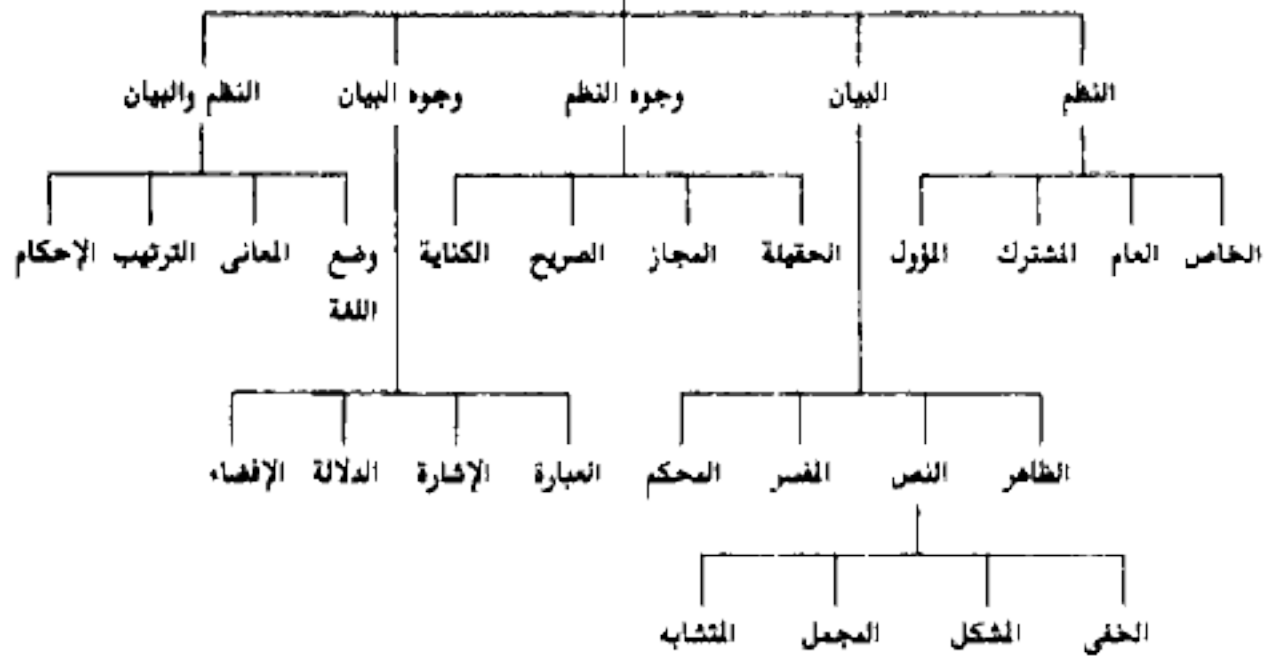 النظم البيان وجوه النظم وجوه البيان النظم والبيان
الخاص العام المشترك المؤول الحقيقة المجاز الصريح الكناية وضع المعانى الترتيب الإحكام
اللغة
الظاهر النص المفسر المحكم العبارة الإشارة الدلالة الإقضاء
الخفى المشكل المجمل المتشابه